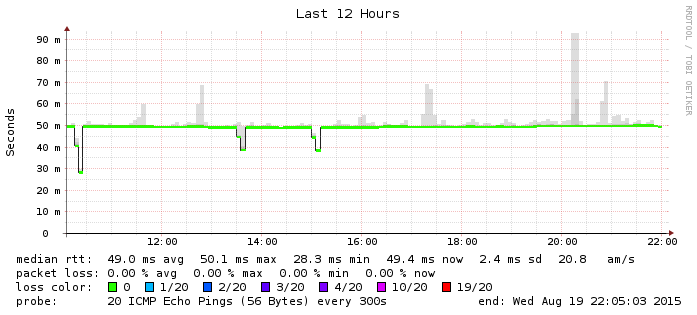 Last 12 Hours
RRDTOOL / TOBI OETIKER
Seconds
90 m
80 m
70 m
60 m
50 m
40 m
30 m
20 m
10 m
0
12:00 14:00 16:00 18:00 20:00 22:00
median rtt: 49.0 ms avg 50.1 ms max 28.3 ms min 49.4 ms now 2.4 ms sd 20.8 am/s
packet loss: 0.00 % avg 0.00 % max 0.00 % min 0.00 % now
loss color: 0 1/20 2/20 3/20 4/20 10/20 19/20
probe: 20 ICMP Echo Pings (56 Bytes) every 300s end: Wed Aug 19 22:05:03 2015